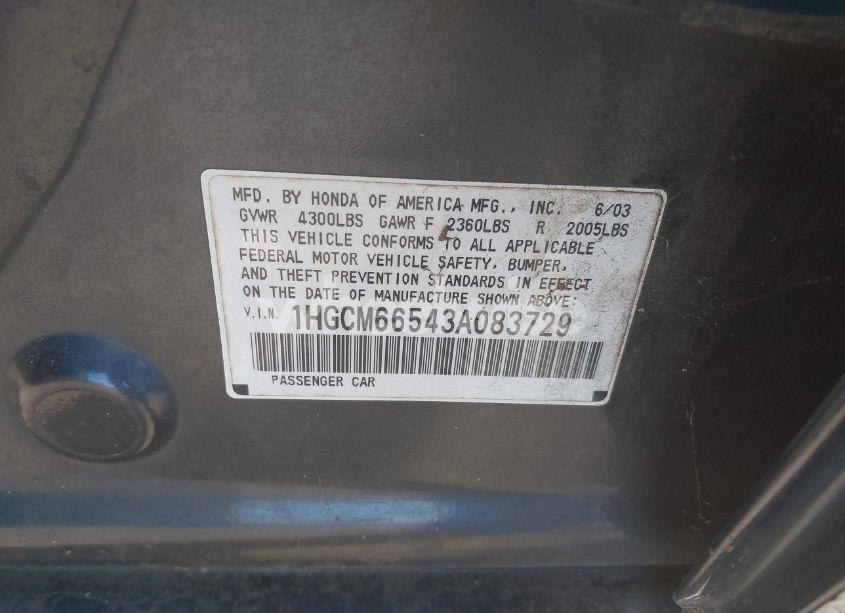 MFD. BY HONDA OF AMERICA MFG., INC. 6/03
GVWR 4300LBS GAWR F 2360LBS R 2005LBS
THIS VEHICLE CONFORMS TO ALL APPLICABLE
FEDERAL MOTOR VEHICLE SAFETY, BUMPER,
AND THEFT PREVENTION STANDARDS IN EFFECT
ON THE DATE OF MANUFACTURE SHOWN ABOVE:
V.I.N. 1HGCM66543A083729
PASSENGER CAR